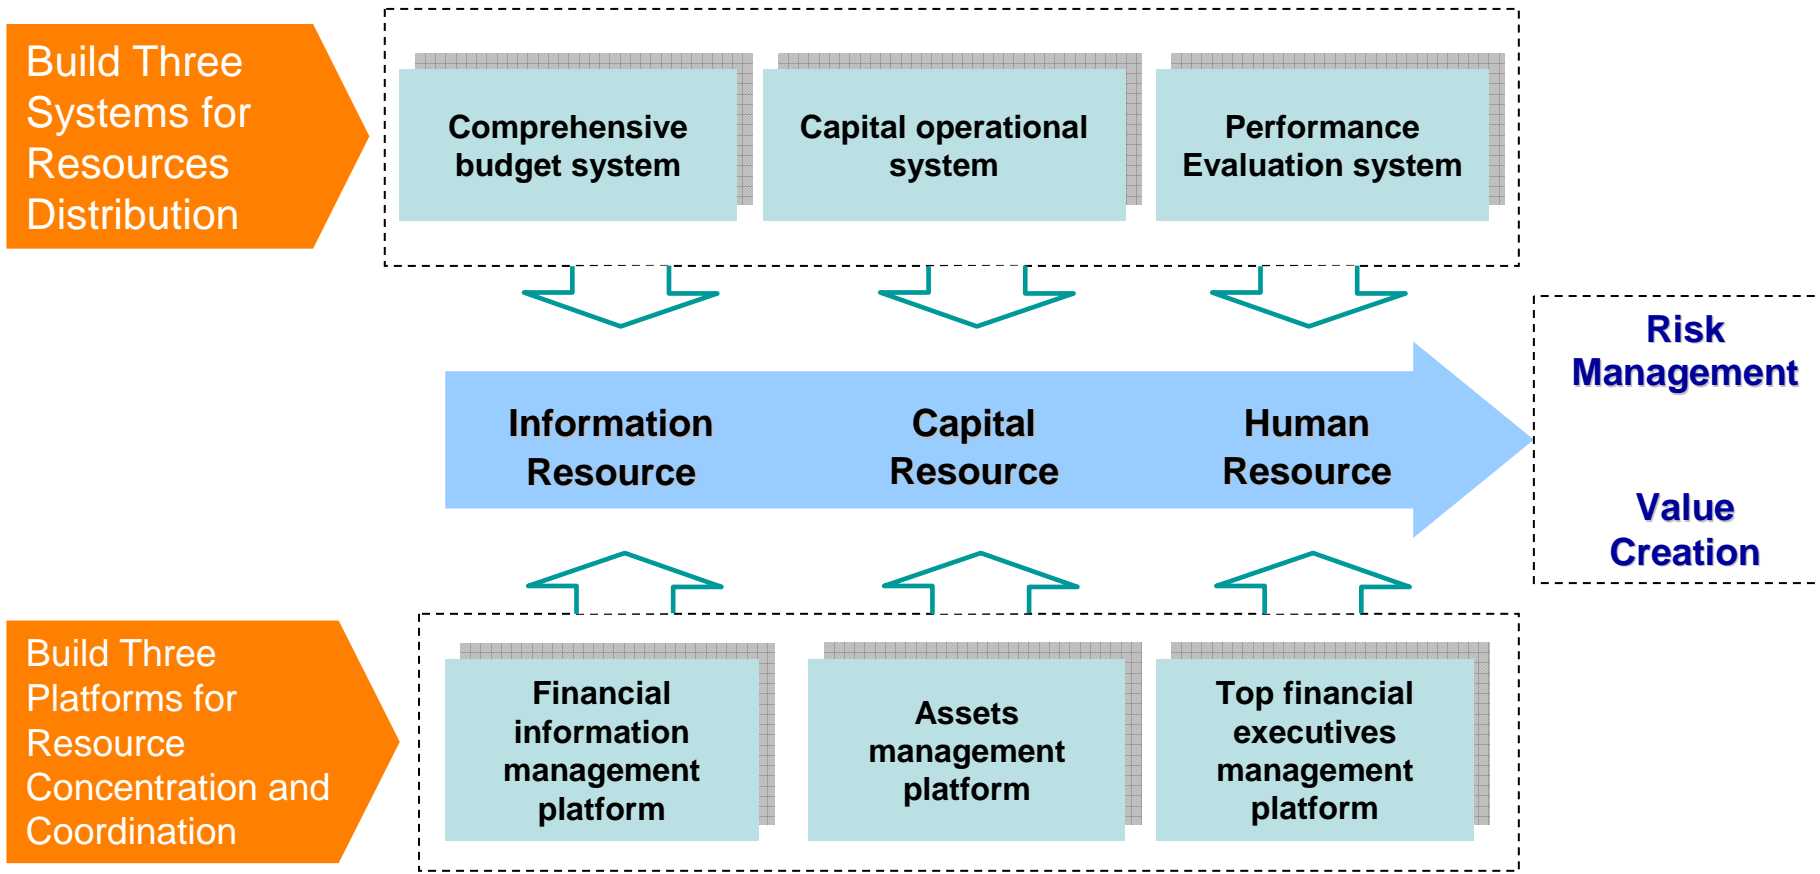 Build Three
Systems for
Resources
Distribution
Comprehensive
budget system
Capital operational
system
Performance
Evaluation system
Information
Resource
Capital
Resource
Human
Resource
Risk
Management
Value
Creation
Build Three
Platforms for
Resource
Concentration and
Coordination
Financial
information
management
platform
Assets
management
platform
Top financial
executives
management
platform